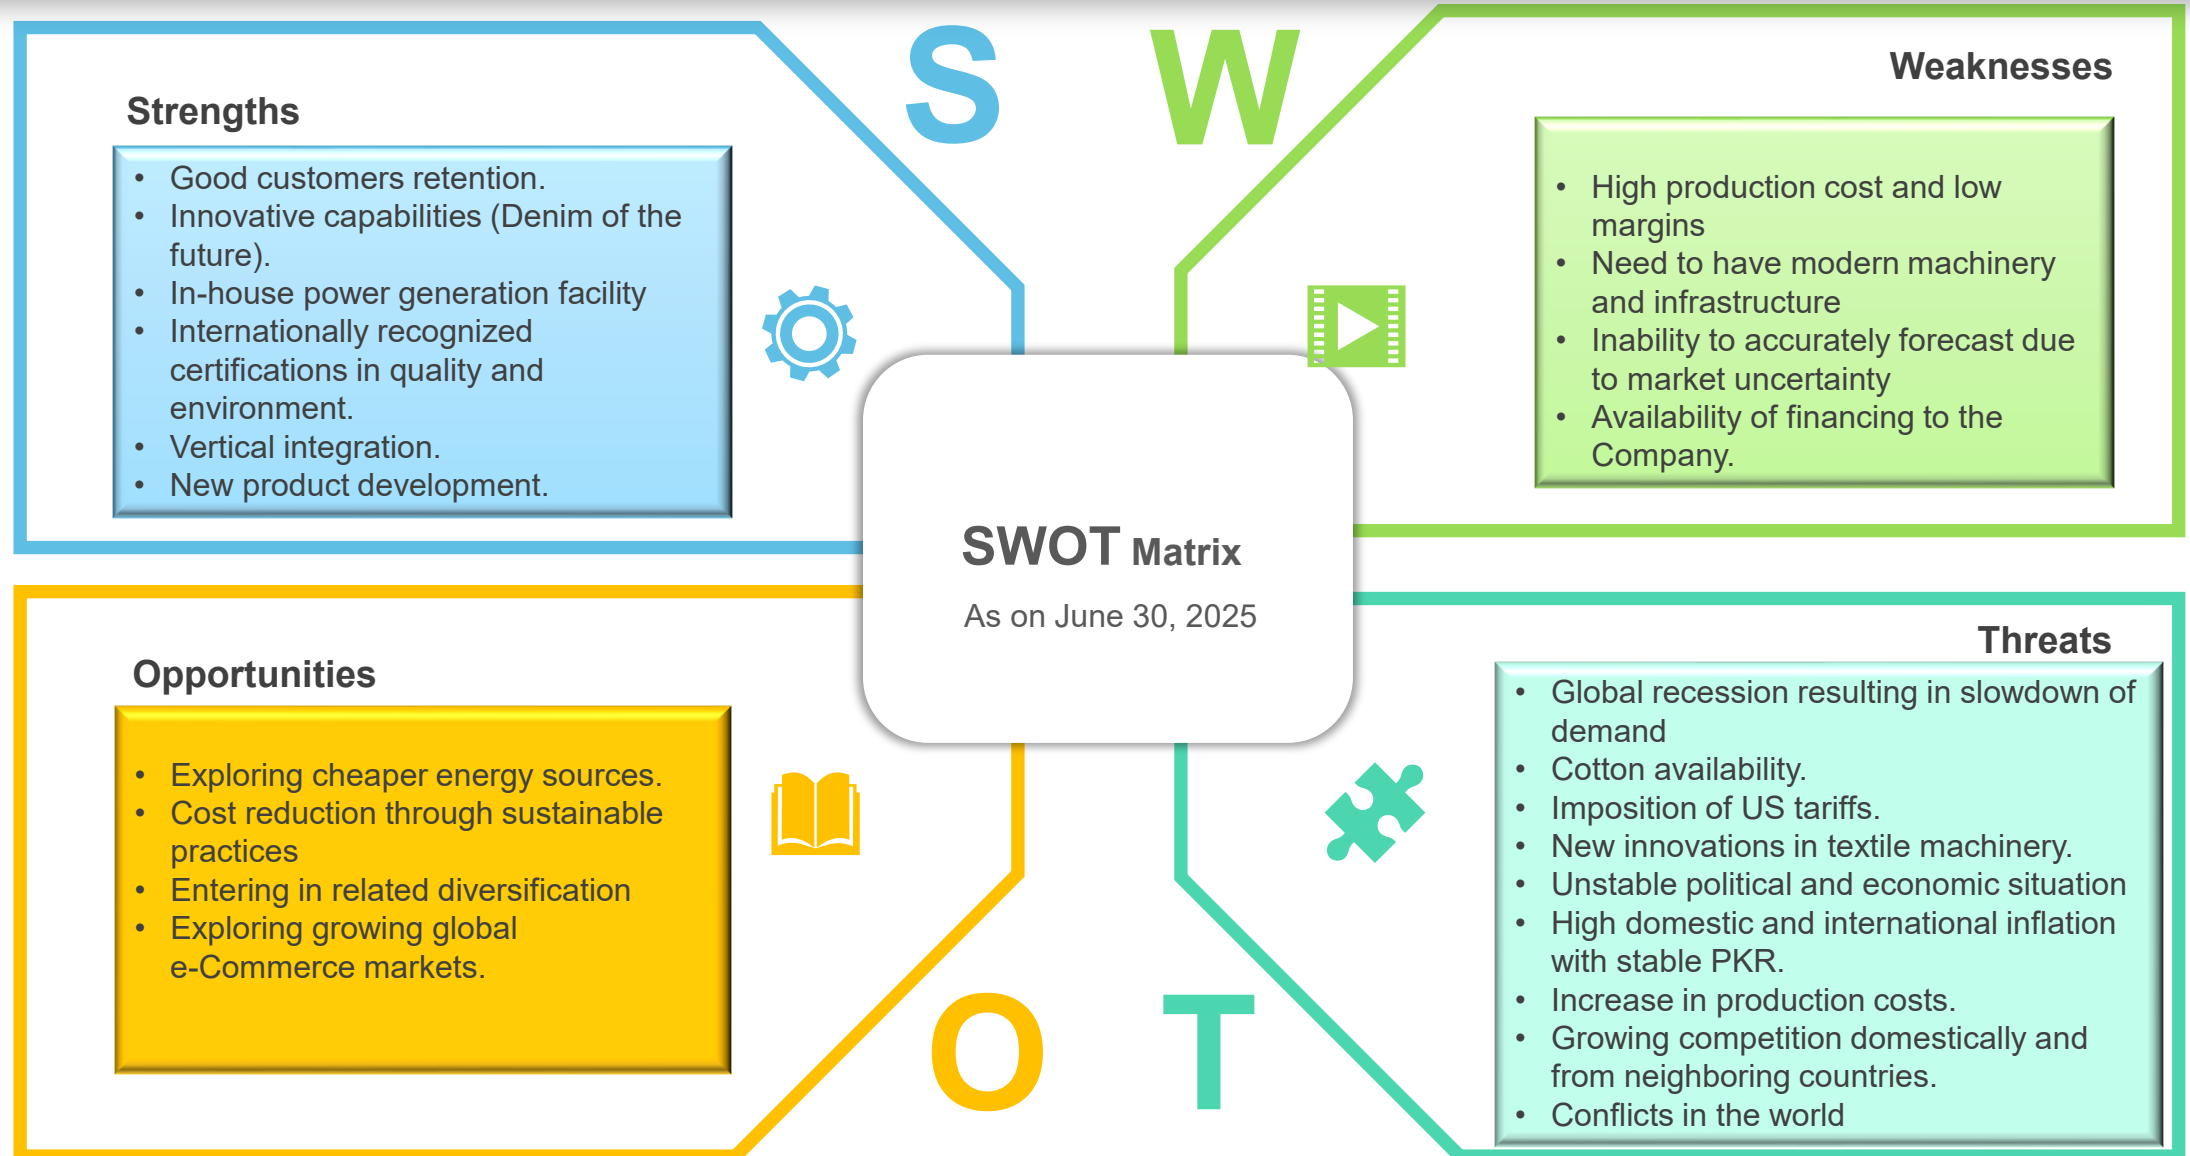 S
W
Strengths
• Good customers retention.
• Innovative capabilities (Denim of the
future).
• In-house power generation facility
• Internationally recognized
certifications in quality and
environment.
• Vertical integration.
• New product development.
Weaknesses
• High production cost and low
margins
• Need to have modern machinery
and infrastructure
• Inability to accurately forecast due
to market uncertainty
• Availability of financing to the
Company.
SWOT Matrix
As on June 30, 2025
Opportunities
• Exploring cheaper energy sources.
• Cost reduction through sustainable
practices
• Entering in related diversification
• Exploring growing global
e-Commerce markets.
O
T
Threats
• Global recession resulting in slowdown of
demand
• Cotton availability.
• Imposition of US tariffs.
• New innovations in textile machinery.
• Unstable political and economic situation
• High domestic and international inflation
with stable PKR.
• Increase in production costs.
• Growing competition domestically and
from neighboring countries.
• Conflicts in the world